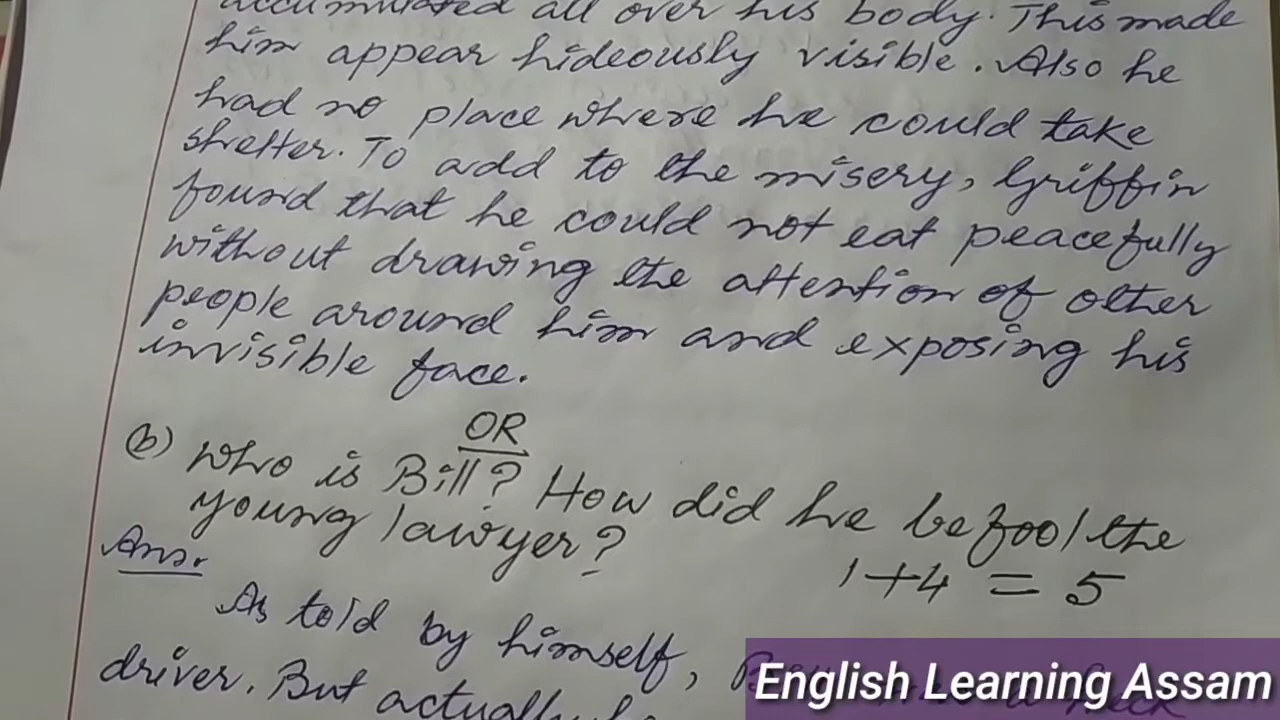 accumulated all over his body. This made
him appear hideously visible. Also he
had no place where he could take
shelter. To add to the misery, Griffin
found that he could not eat peacefully
without drawing the attention of other
people around him and exposing his
invisible face.
OR
(b) Who is Bill? How did he befool the
young lawyer?
1+4 = 5
Ans.
As told by himself,
driver. But actually
English Learning Assam